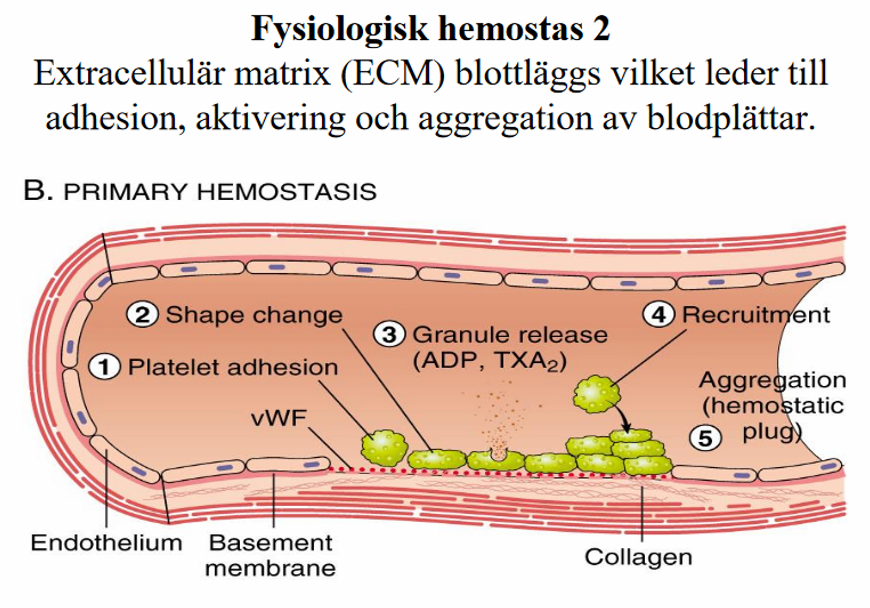 Fysiologisk hemostas 2
Extracellulär matrix (ECM) blottläggs vilket leder till
adhesion, aktivering och aggregation av blodplättar.
B. PRIMARY HEMOSTASIS
2 Shape change
3 Granule release
(ADP, TXA₂)
4 Recruitment
1 Platelet adhesion
Aggregation
(hemostatic
5 plug)
vWF
Endothelium
Basement
membrane
Collagen